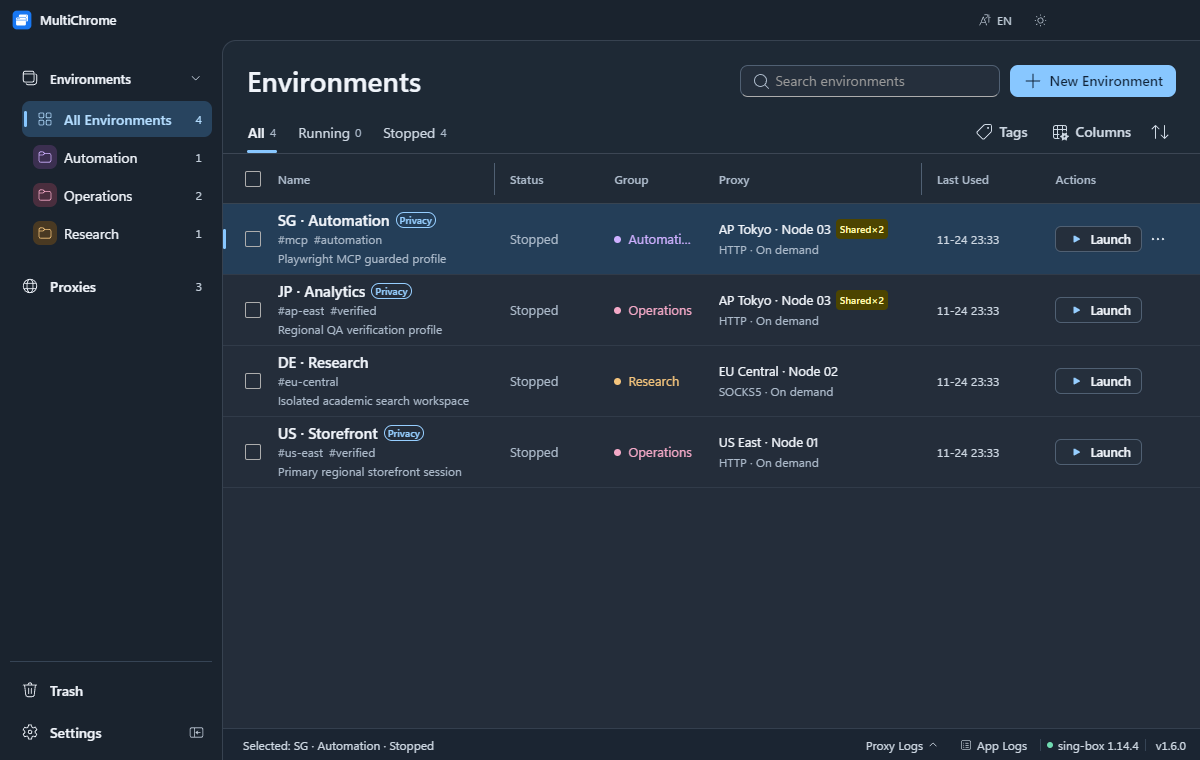 MultiChrome
EN
Environments
All Environments 4
Automation 1
Operations 2
Research 1
Proxies 3
Trash
Settings
Environments
Search environments
New Environment
All 4
Running 0
Stopped 4
Tags
Columns
Name
Status
Group
Proxy
Last Used
Actions
SG · Automation Privacy
#mcp #automation
Playwright MCP guarded profile
Stopped
Automati...
AP Tokyo · Node 03 Shared×2
HTTP · On demand
11-24 23:33
Launch
JP · Analytics Privacy
#ap-east #verified
Regional QA verification profile
Stopped
Operations
AP Tokyo · Node 03 Shared×2
HTTP · On demand
11-24 23:33
Launch
DE · Research
#eu-central
Isolated academic search workspace
Stopped
Research
EU Central · Node 02
SOCKS5 · On demand
11-24 23:33
Launch
US · Storefront Privacy
#us-east #verified
Primary regional storefront session
Stopped
Operations
US East · Node 01
HTTP · On demand
11-24 23:33
Launch
Selected: SG · Automation · Stopped
Proxy Logs
App Logs
sing-box 1.14.4
v1.6.0